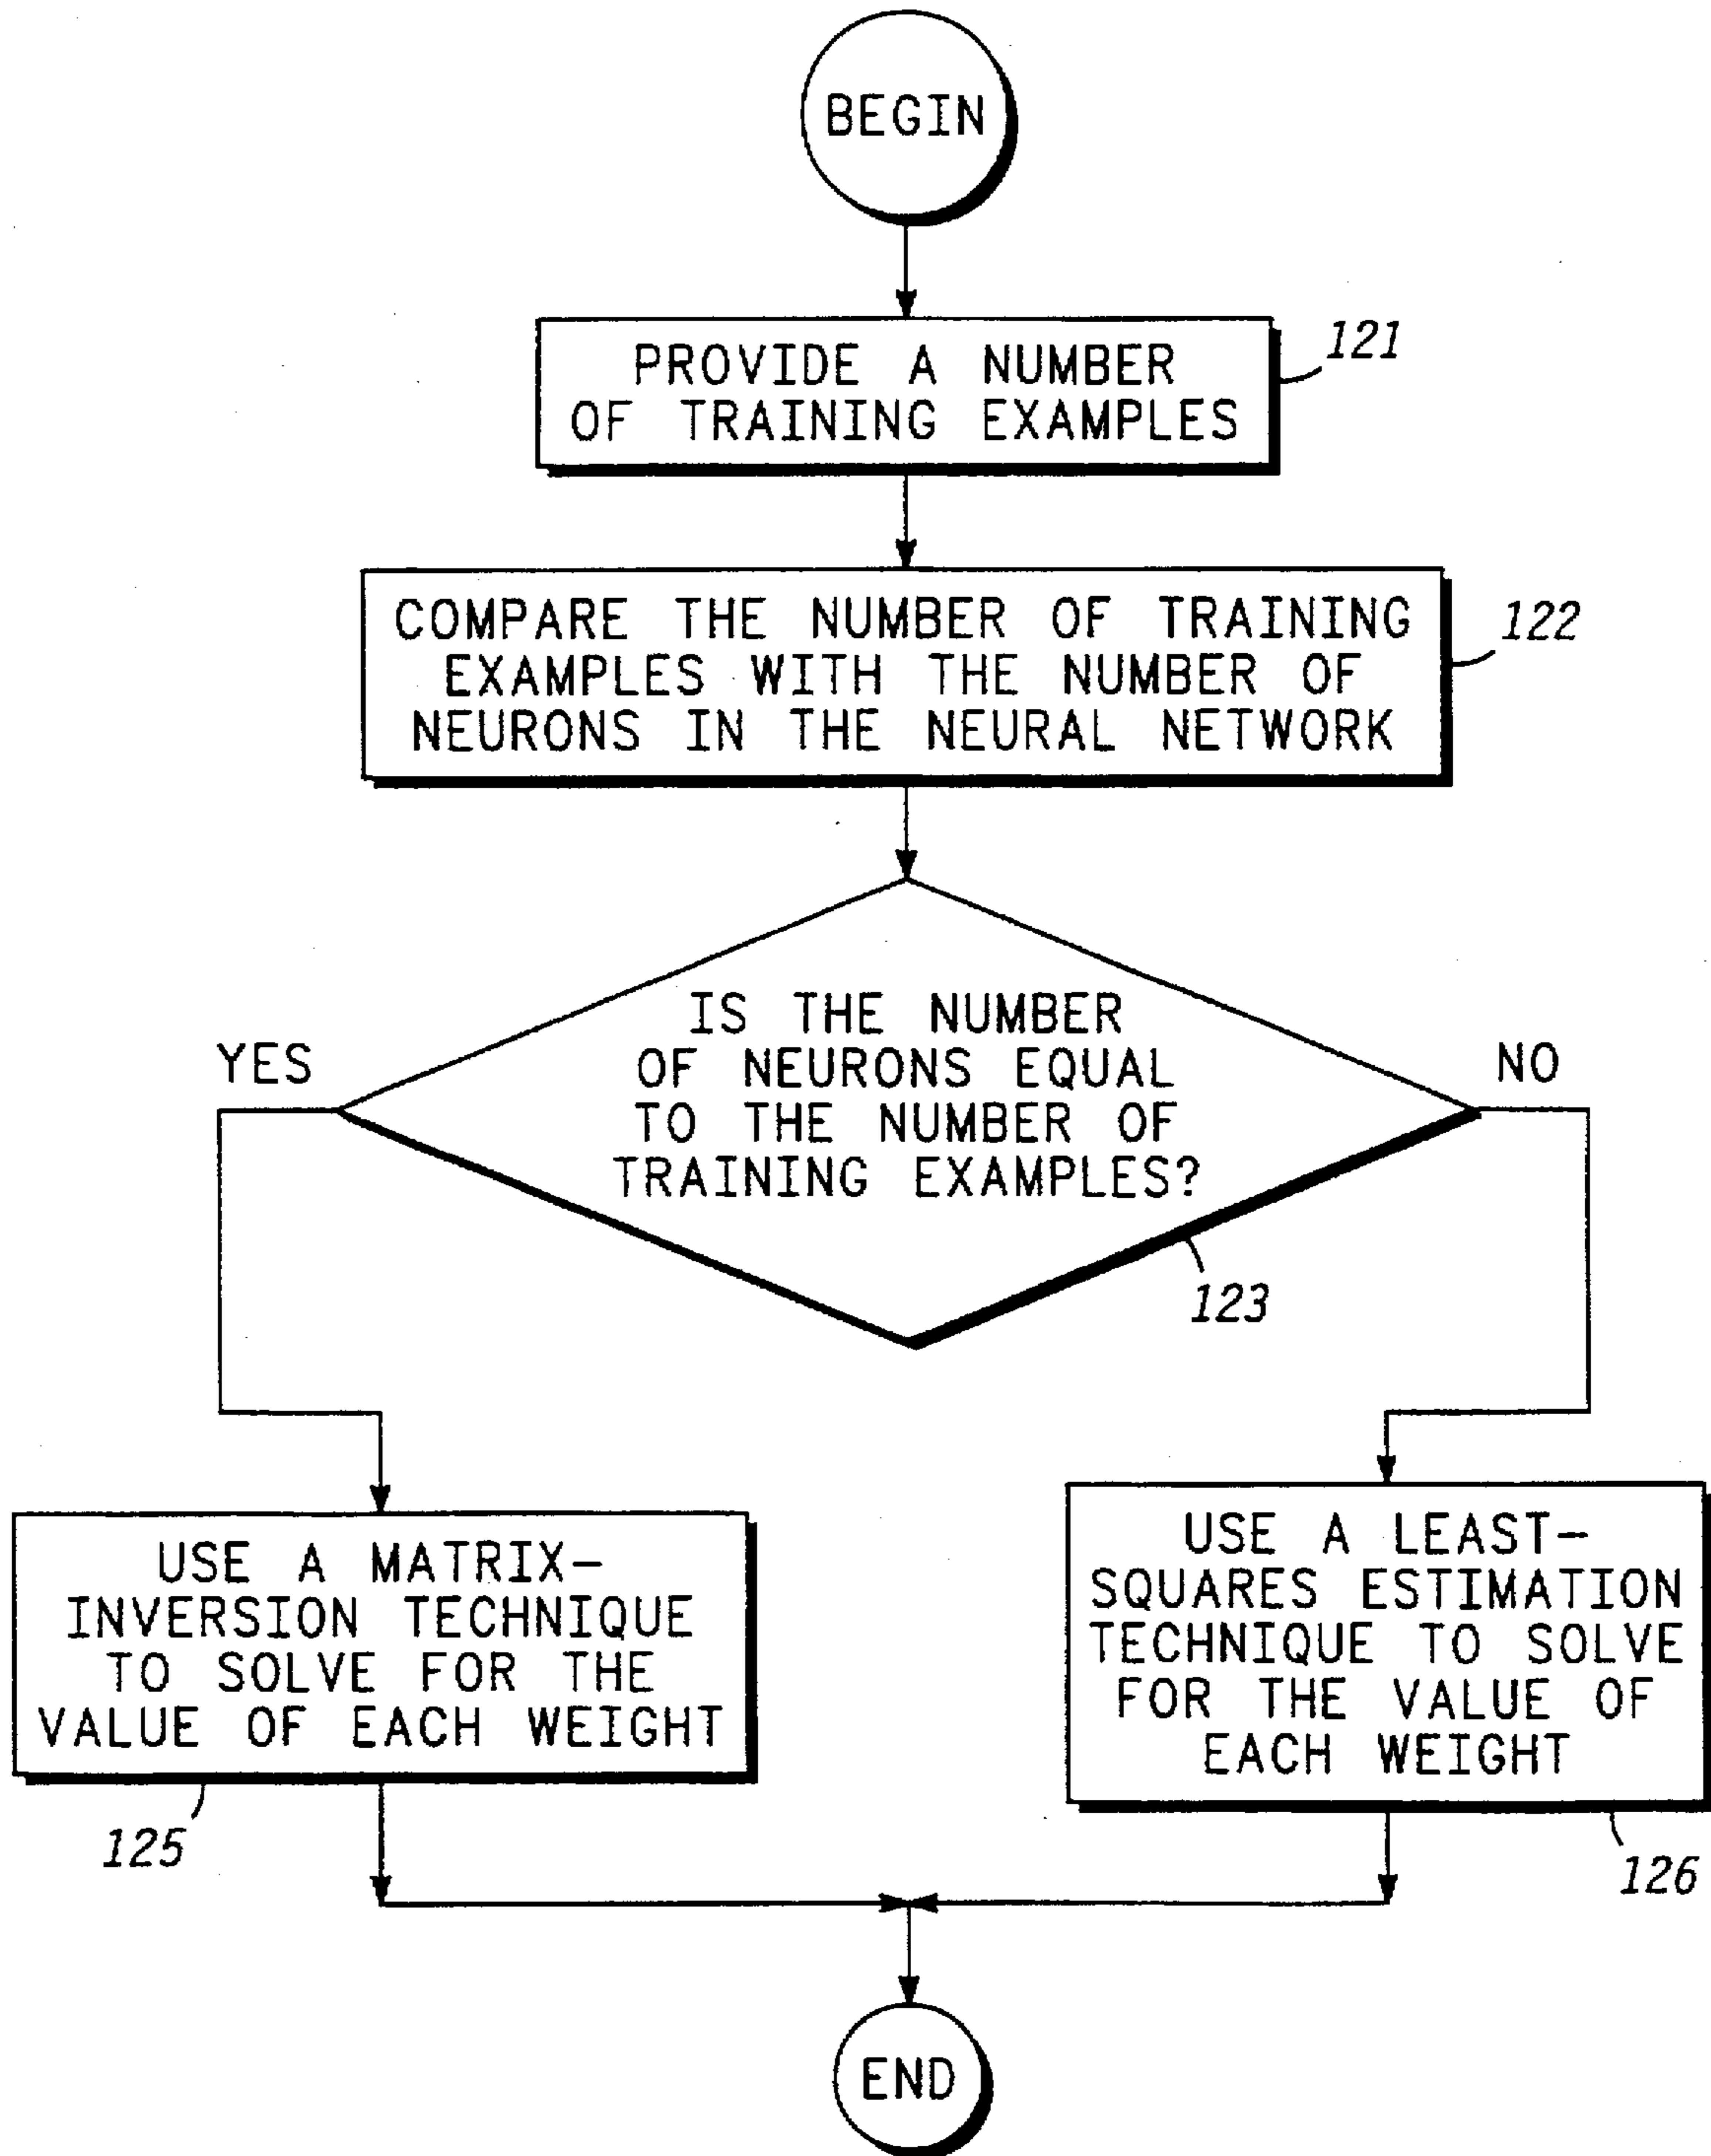 BEGIN
PROVIDE A NUMBER
OF TRAINING EXAMPLES
121
COMPARE THE NUMBER OF TRAINING
EXAMPLES WITH THE NUMBER OF
NEURONS IN THE NEURAL NETWORK
122
IS THE NUMBER
OF NEURONS EQUAL
TO THE NUMBER OF
TRAINING EXAMPLES?
YES
NO
123
USE A MATRIX-
INVERSION TECHNIQUE
TO SOLVE FOR THE
VALUE OF EACH WEIGHT
125
USE A LEAST-
SQUARES ESTIMATION
TECHNIQUE TO SOLVE
FOR THE VALUE OF
EACH WEIGHT
126
END